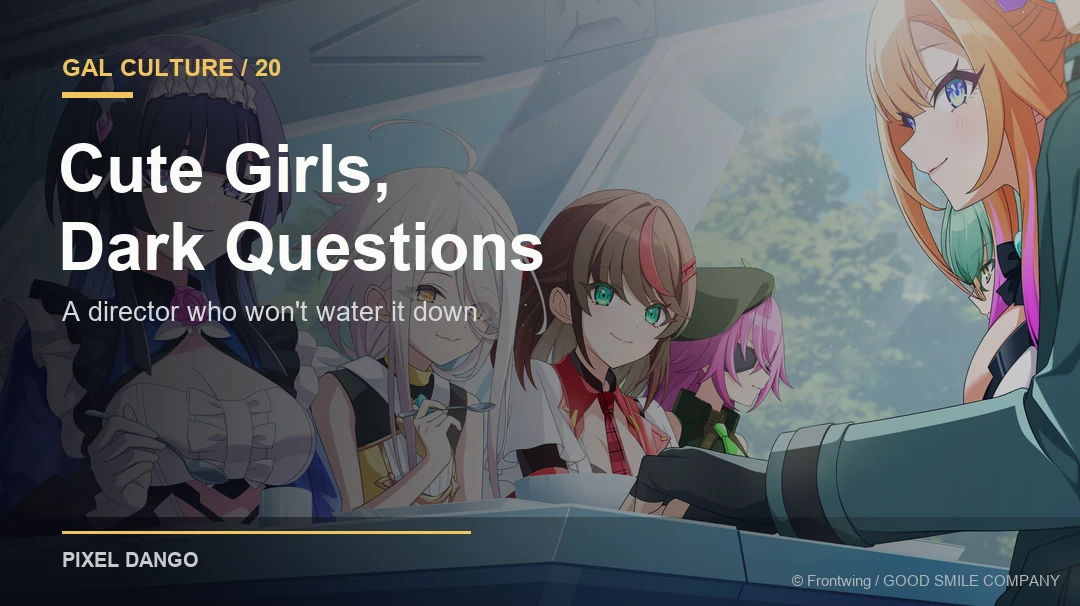 GAL CULTURE / 20
Cute Girls,
Dark Questions
A director who won't water it down.
PIXEL DANGO
© Frontwing / GOOD SMILE COMPANY